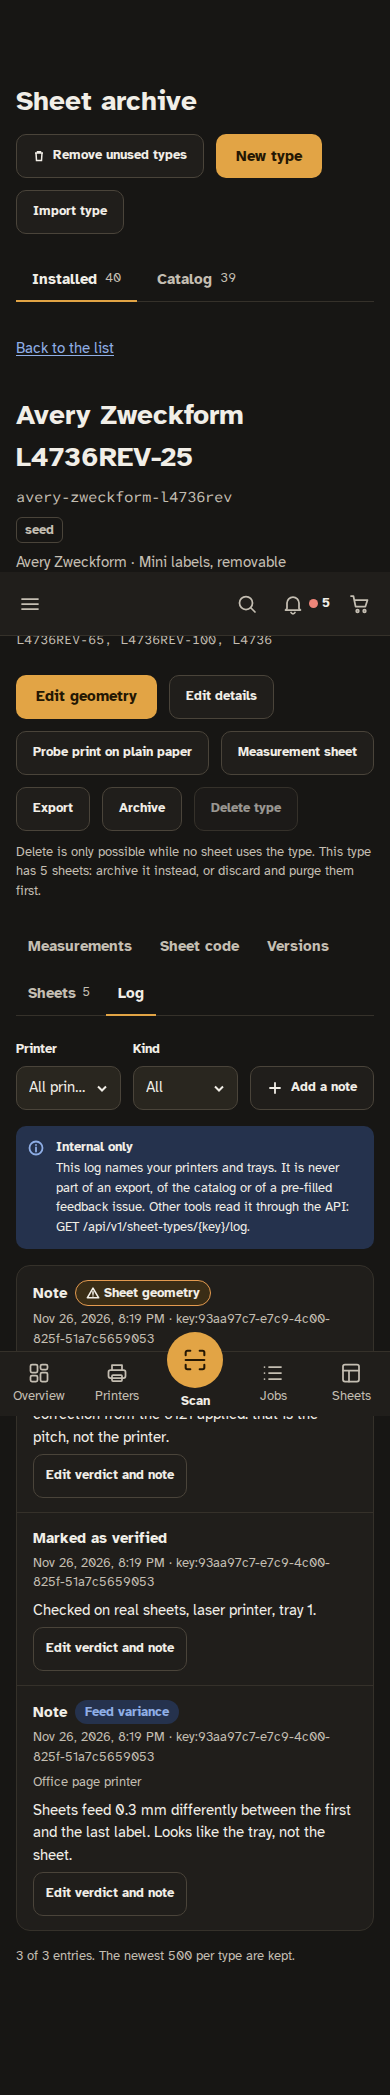 Sheet archive
Remove unused types
New type
Import type
Installed 40
Catalog 39
Back to the list
Avery Zweckform
L4736REV-25
avery-zweckform-l4736rev
seed
Avery Zweckform · Mini labels, removable
5
L4736REV-65, L4736REV-100, L4736
Edit geometry
Edit details
Probe print on plain paper
Measurement sheet
Export
Archive
Delete type
Delete is only possible while no sheet uses the type. This type
has 5 sheets: archive it instead, or discard and purge them
first.
Measurements
Sheet code
Versions
Sheets 5
Log
Printer
Kind
All prin...
All
Add a note
Internal only
This log names your printers and trays. It is never
part of an export, of the catalog or of a pre-filled
feedback issue. Other tools read it through the API:
GET /api/v1/sheet-types/{key}/log.
Note
Sheet geometry
Nov 26, 2026, 8:19 PM · key:93aa97c7-e7c9-4c00-
825f-51a7c5659053
Overview
Printers
Scan
Jobs
Sheets
pitch, not the printer.
Edit verdict and note
Marked as verified
Nov 26, 2026, 8:19 PM · key:93aa97c7-e7c9-4c00-
825f-51a7c5659053
Checked on real sheets, laser printer, tray 1.
Edit verdict and note
Note
Feed variance
Nov 26, 2026, 8:19 PM · key:93aa97c7-e7c9-4c00-
825f-51a7c5659053
Office page printer
Sheets feed 0.3 mm differently between the first
and the last label. Looks like the tray, not the
sheet.
Edit verdict and note
3 of 3 entries. The newest 500 per type are kept.